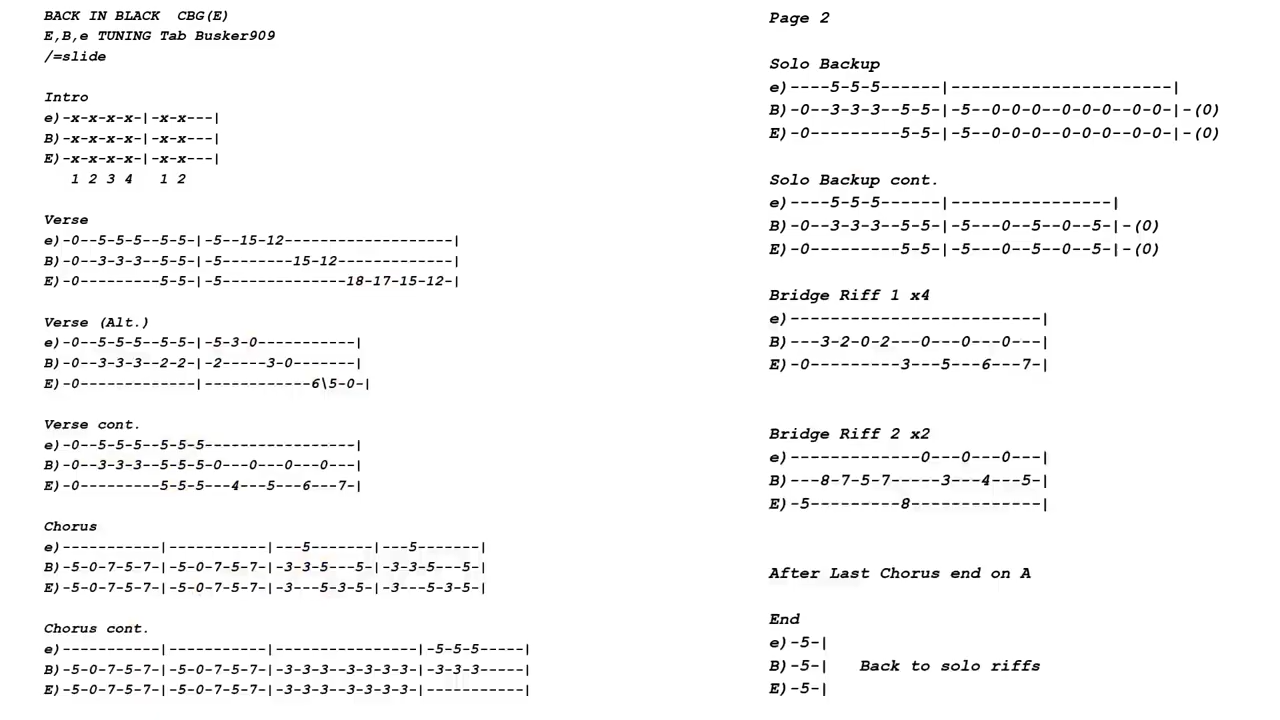 BACK IN BLACK  CBG(E)
E,B,e TUNING Tab Busker909
/=slide

Intro
e)-x-x-x-x-|-x-x---|
B)-x-x-x-x-|-x-x---|
E)-x-x-x-x-|-x-x---|
   1 2 3 4   1 2

Verse
e)-0--5-5-5--5-5-|-5--15-12-------------------|
B)-0--3-3-3--5-5-|-5--------15-12-------------|
E)-0---------5-5-|-5--------------18-17-15-12-|

Verse (Alt.)
e)-0--5-5-5--5-5-|-5-3-0-----------|
B)-0--3-3-3--2-2-|-2-----3-0-------|
E)-0-------------|------------6\5-0-|

Verse cont.
e)-0--5-5-5--5-5-5-----------------|
B)-0--3-3-3--5-5-5-0---0---0---0---|
E)-0---------5-5-5---4---5---6---7-|

Chorus
e)-----------|-----------|---5-------|---5-------|
B)-5-0-7-5-7-|-5-0-7-5-7-|-3-3-5---5-|-3-3-5---5-|
E)-5-0-7-5-7-|-5-0-7-5-7-|-3---5-3-5-|-3---5-3-5-|

Chorus cont.
e)-----------|-----------|----------------|-5-5-5-----|
B)-5-0-7-5-7-|-5-0-7-5-7-|-3-3-3--3-3-3-3-|-3-3-3-----|
E)-5-0-7-5-7-|-5-0-7-5-7-|-3-3-3--3-3-3-3-|-----------|

Page 2

Solo Backup
e)----5-5-5------|----------------------|
B)-0--3-3-3--5-5-|-5--0-0-0--0-0-0--0-0-|-(0)
E)-0---------5-5-|-5--0-0-0--0-0-0--0-0-|-(0)

Solo Backup cont.
e)----5-5-5------|----------------|
B)-0--3-3-3--5-5-|-5---0--5--0--5-|-(0)
E)-0---------5-5-|-5---0--5--0--5-|-(0)

Bridge Riff 1 x4
e)-------------------------|
B)---3-2-0-2---0---0---0---|
E)-0---------3---5---6---7-|

Bridge Riff 2 x2
e)-------------0---0---0---|
B)---8-7-5-7-----3---4---5-|
E)-5---------8-------------|

After Last Chorus end on A

End
e)-5-|
B)-5-|   Back to solo riffs
E)-5-|